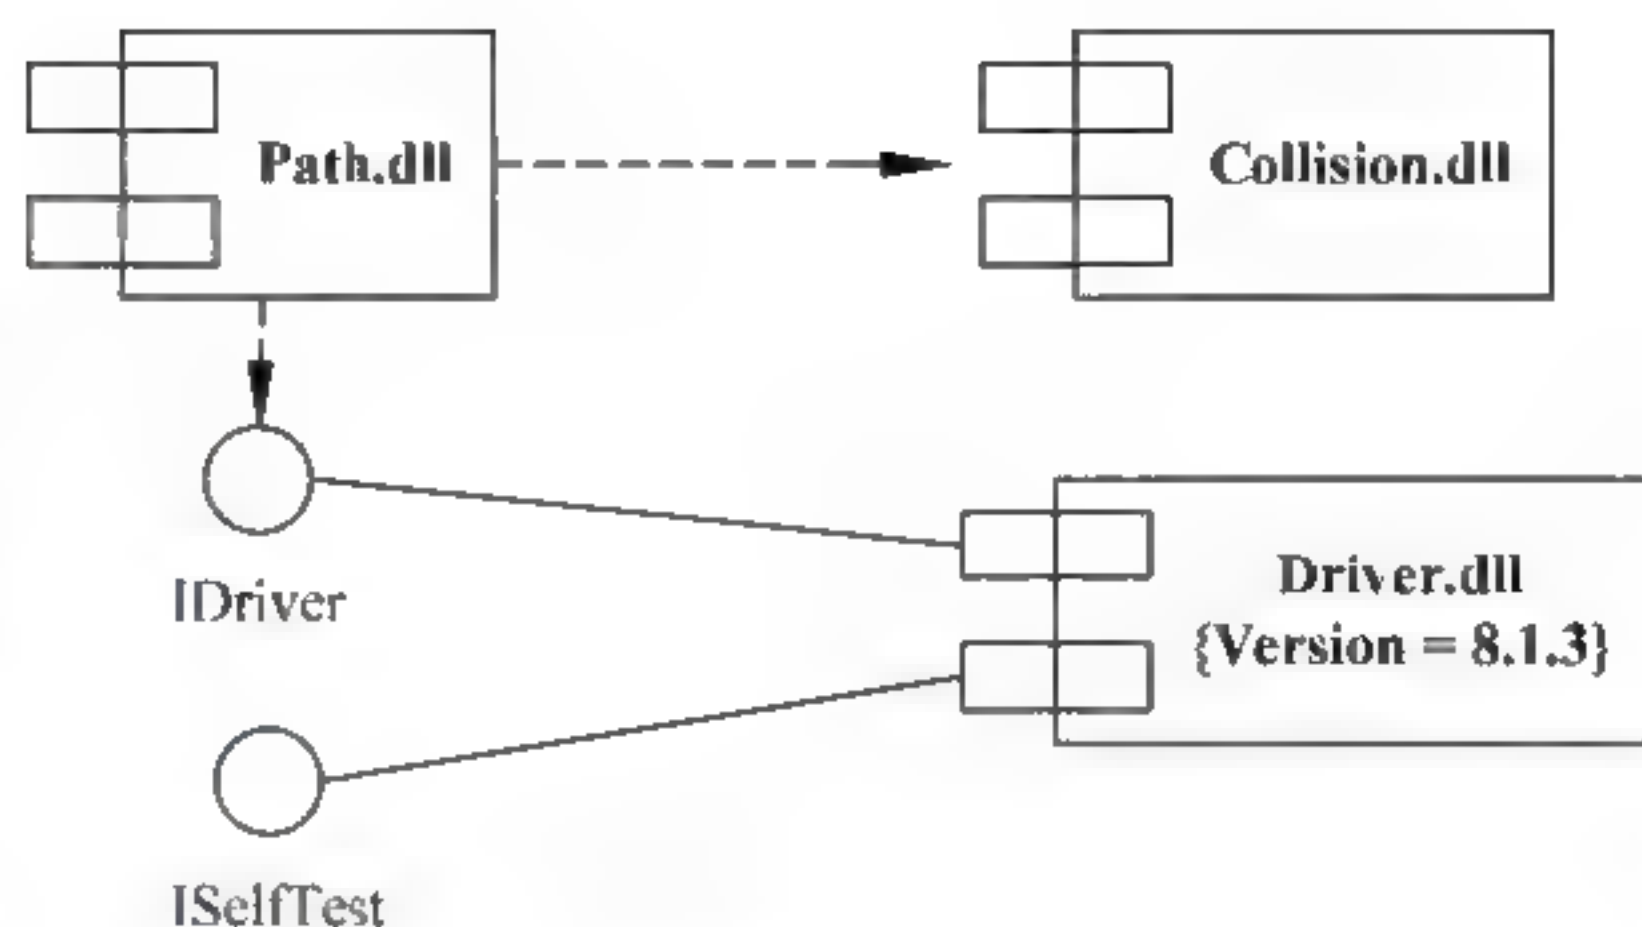 Path.dll
Collision.dll
IDriver
Driver.dll
{Version = 8.1.3}
ISelfTest